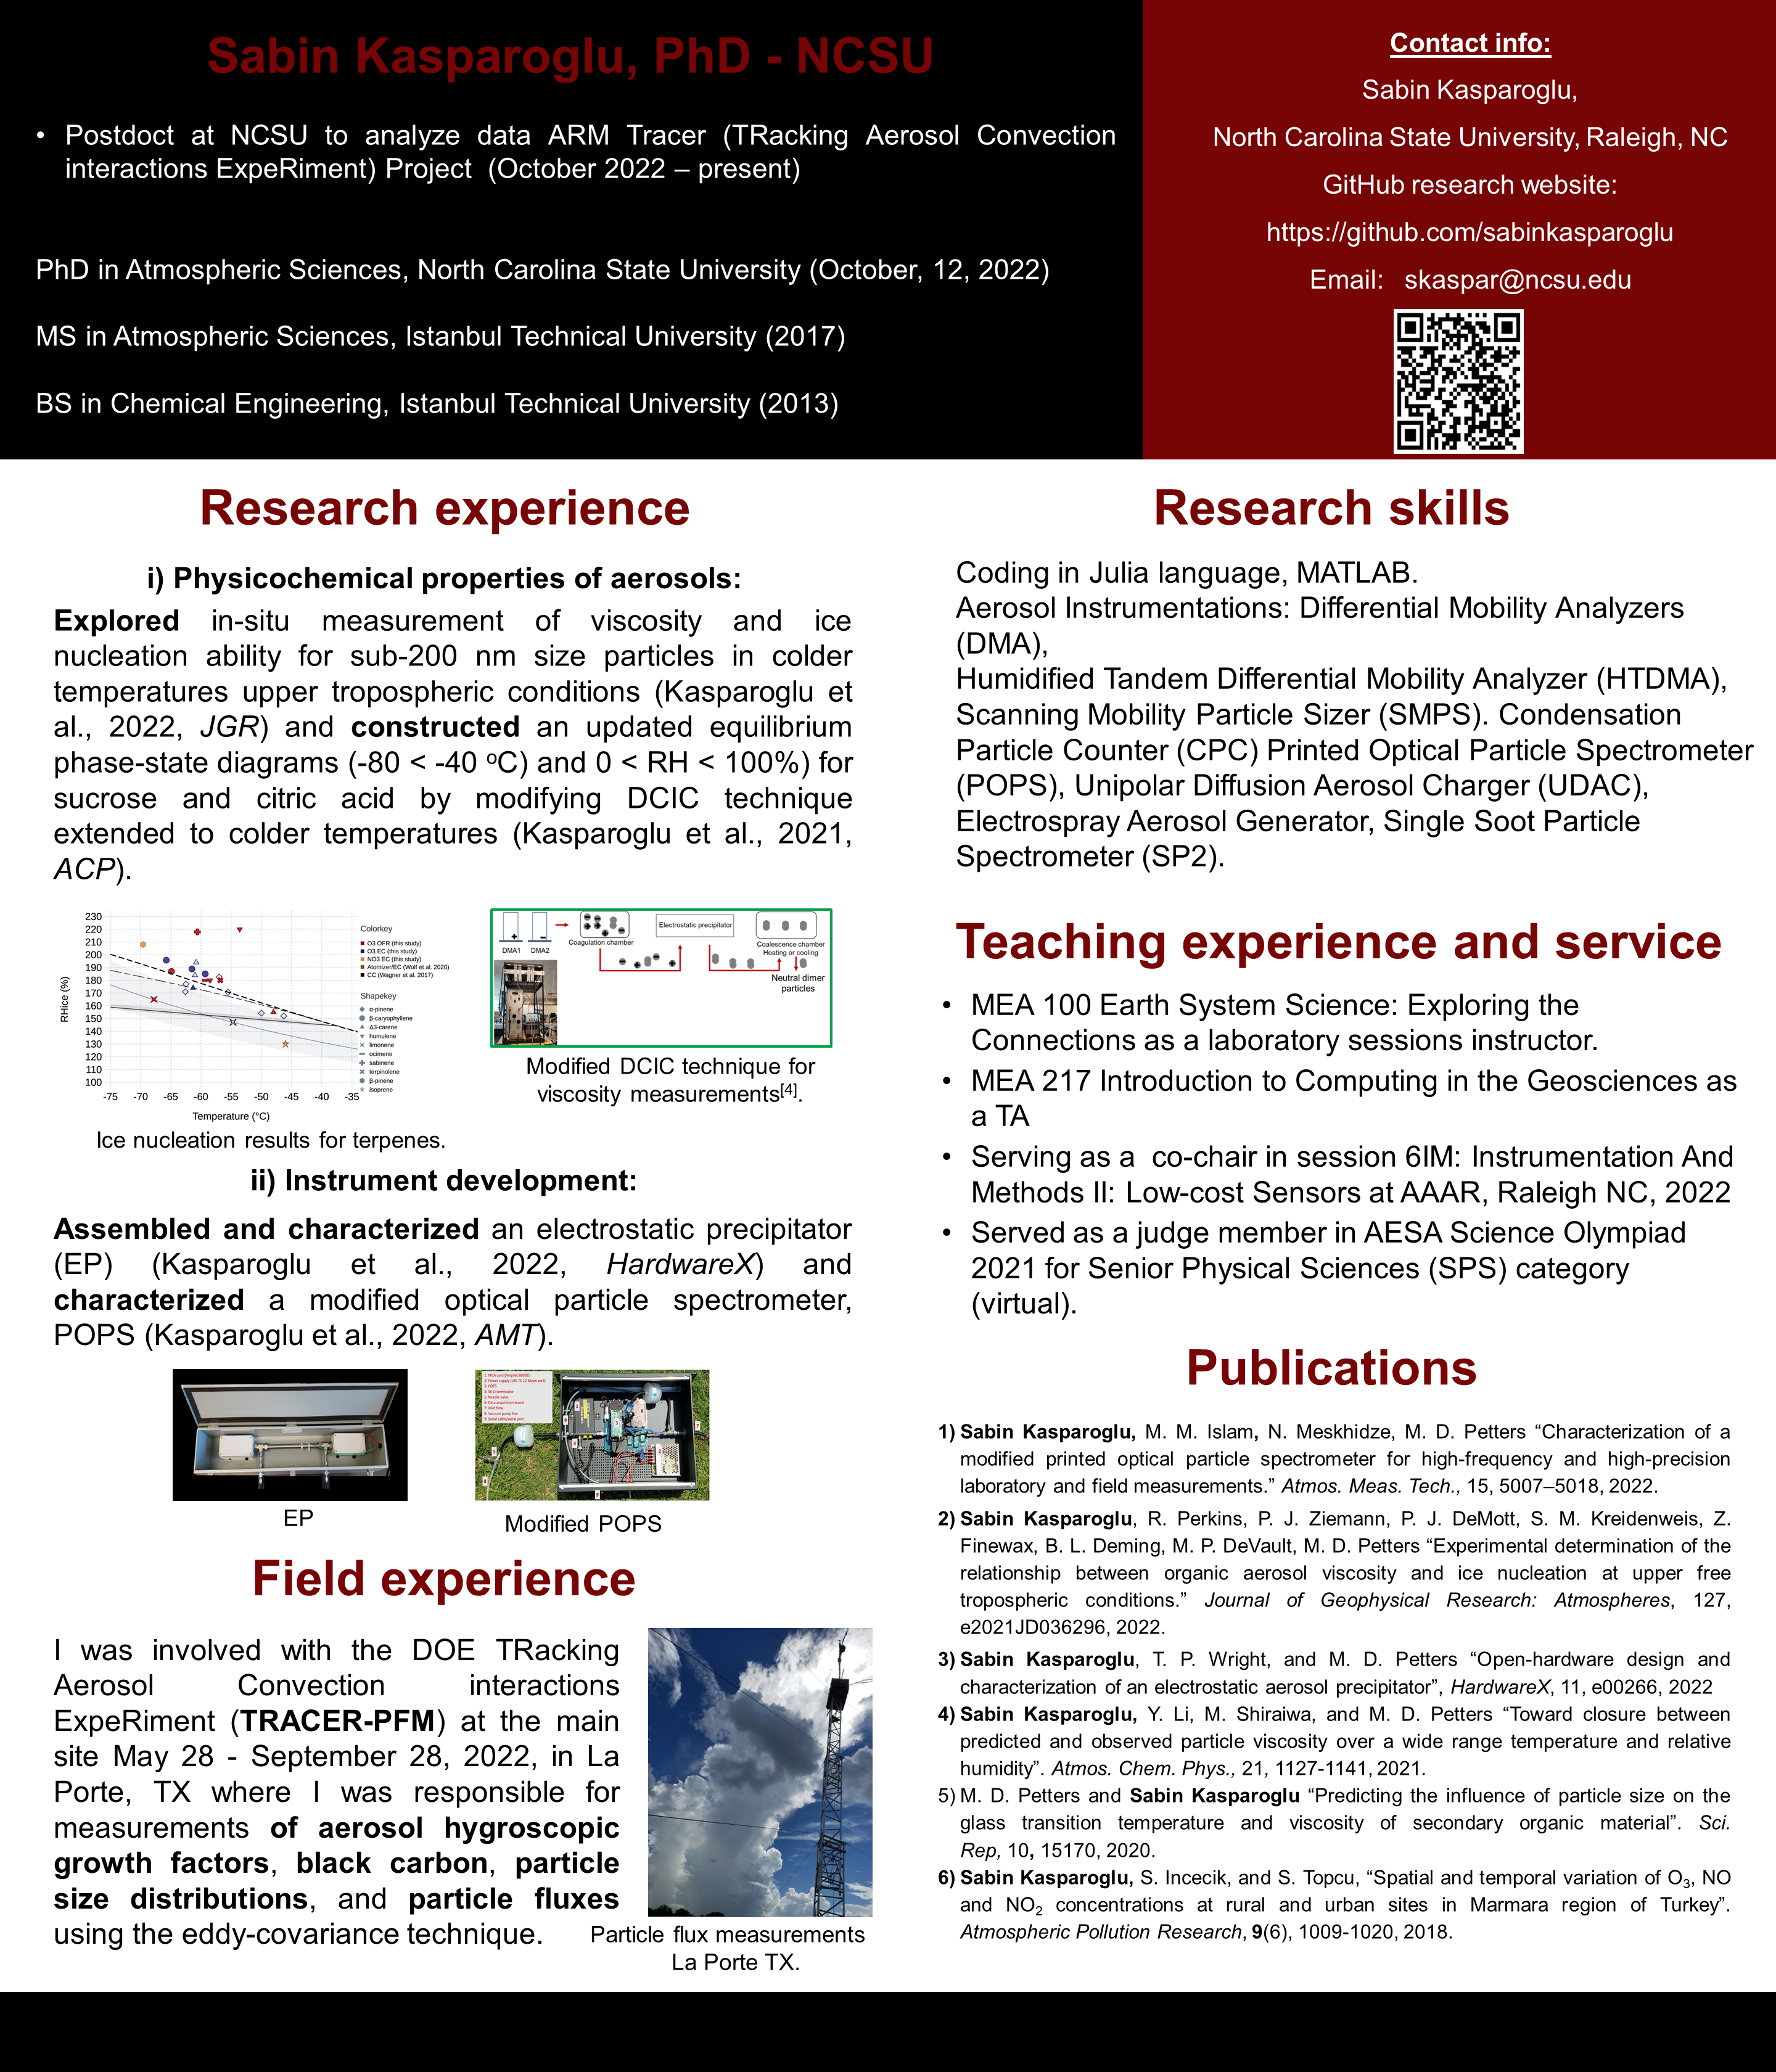 Sabin Kasparoglu, PhD - NCSU
• Postdoct at NCSU to analyze data ARM Tracer (TRacking Aerosol Convection
interactions ExpeRiment) Project (October 2022 – present)
PhD in Atmospheric Sciences, North Carolina State University (October, 12, 2022)
MS in Atmospheric Sciences, Istanbul Technical University (2017)
BS in Chemical Engineering, Istanbul Technical University (2013)
Contact info:
Sabin Kasparoglu,
North Carolina State University, Raleigh, NC
GitHub research website:
https://github.com/sabinkasparoglu
Email: skaspar@ncsu.edu
Research experience
i) Physicochemical properties of aerosols:
Explored in-situ measurement of viscosity and ice
nucleation ability for sub-200 nm size particles in colder
temperatures upper tropospheric conditions (Kasparoglu et
al., 2022, JGR) and constructed an updated equilibrium
phase-state diagrams (-80 < -40 ᵒC) and 0 < RH < 100%) for
sucrose and citric acid by modifying DCIC technique
extended to colder temperatures (Kasparoglu et al., 2021,
ACP).
RHice (%)
230
220
210
200
190
180
170
160
150
140
130
120
110
100
-75 -70 -65 -60 -55 -50 -45 -40 -35
Temperature (°C)
Colorkey
O3 OFR (this study)
O3 EC (this study)
NO3 EC (this study)
Atomizer/EC (Wolf et al. 2020)
CC (Wagner et al. 2017)
Shapekey
α-pinene
β-caryophyllene
Δ3-carene
humulene
limonene
ocimene
sabinene
terpinolene
β-pinene
isoprene
Ice nucleation results for terpenes.
DMA1 DMA2
Coagulation chamber
Electrostatic precipitator
Coalescence chamber
Heating or cooling
Neutral dimer
particles
Modified DCIC technique for
viscosity measurements[4].
ii) Instrument development:
Assembled and characterized an electrostatic precipitator
(EP) (Kasparoglu et al., 2022, HardwareX) and
characterized a modified optical particle spectrometer,
POPS (Kasparoglu et al., 2022, AMT).
EP
Modified POPS
Field experience
I was involved with the DOE TRacking
Aerosol Convection interactions
ExpeRiment (TRACER-PFM) at the main
site May 28 - September 28, 2022, in La
Porte, TX where I was responsible for
measurements of aerosol hygroscopic
growth factors, black carbon, particle
size distributions, and particle fluxes
using the eddy-covariance technique.
Particle flux measurements
La Porte TX.
Research skills
Coding in Julia language, MATLAB.
Aerosol Instrumentations: Differential Mobility Analyzers
(DMA),
Humidified Tandem Differential Mobility Analyzer (HTDMA),
Scanning Mobility Particle Sizer (SMPS). Condensation
Particle Counter (CPC) Printed Optical Particle Spectrometer
(POPS), Unipolar Diffusion Aerosol Charger (UDAC),
Electrospray Aerosol Generator, Single Soot Particle
Spectrometer (SP2).
Teaching experience and service
• MEA 100 Earth System Science: Exploring the
Connections as a laboratory sessions instructor.
• MEA 217 Introduction to Computing in the Geosciences as
a TA
• Serving as a co-chair in session 6IM: Instrumentation And
Methods II: Low-cost Sensors at AAAR, Raleigh NC, 2022
• Served as a judge member in AESA Science Olympiad
2021 for Senior Physical Sciences (SPS) category
(virtual).
Publications
1) Sabin Kasparoglu, M. M. Islam, N. Meskhidze, M. D. Petters “Characterization of a
modified printed optical particle spectrometer for high-frequency and high-precision
laboratory and field measurements.” Atmos. Meas. Tech., 15, 5007–5018, 2022.
2) Sabin Kasparoglu, R. Perkins, P. J. Ziemann, P. J. DeMott, S. M. Kreidenweis, Z.
Finewax, B. L. Deming, M. P. DeVault, M. D. Petters “Experimental determination of the
relationship between organic aerosol viscosity and ice nucleation at upper free
tropospheric conditions.” Journal of Geophysical Research: Atmospheres, 127,
e2021JD036296, 2022.
3) Sabin Kasparoglu, T. P. Wright, and M. D. Petters “Open-hardware design and
characterization of an electrostatic aerosol precipitator”, HardwareX, 11, e00266, 2022
4) Sabin Kasparoglu, Y. Li, M. Shiraiwa, and M. D. Petters “Toward closure between
predicted and observed particle viscosity over a wide range temperature and relative
humidity”. Atmos. Chem. Phys., 21, 1127-1141, 2021.
5) M. D. Petters and Sabin Kasparoglu “Predicting the influence of particle size on the
glass transition temperature and viscosity of secondary organic material”. Sci.
Rep, 10, 15170, 2020.
6) Sabin Kasparoglu, S. Incecik, and S. Topcu, “Spatial and temporal variation of O₃, NO
and NO₂ concentrations at rural and urban sites in Marmara region of Turkey”.
Atmospheric Pollution Research, 9(6), 1009-1020, 2018.